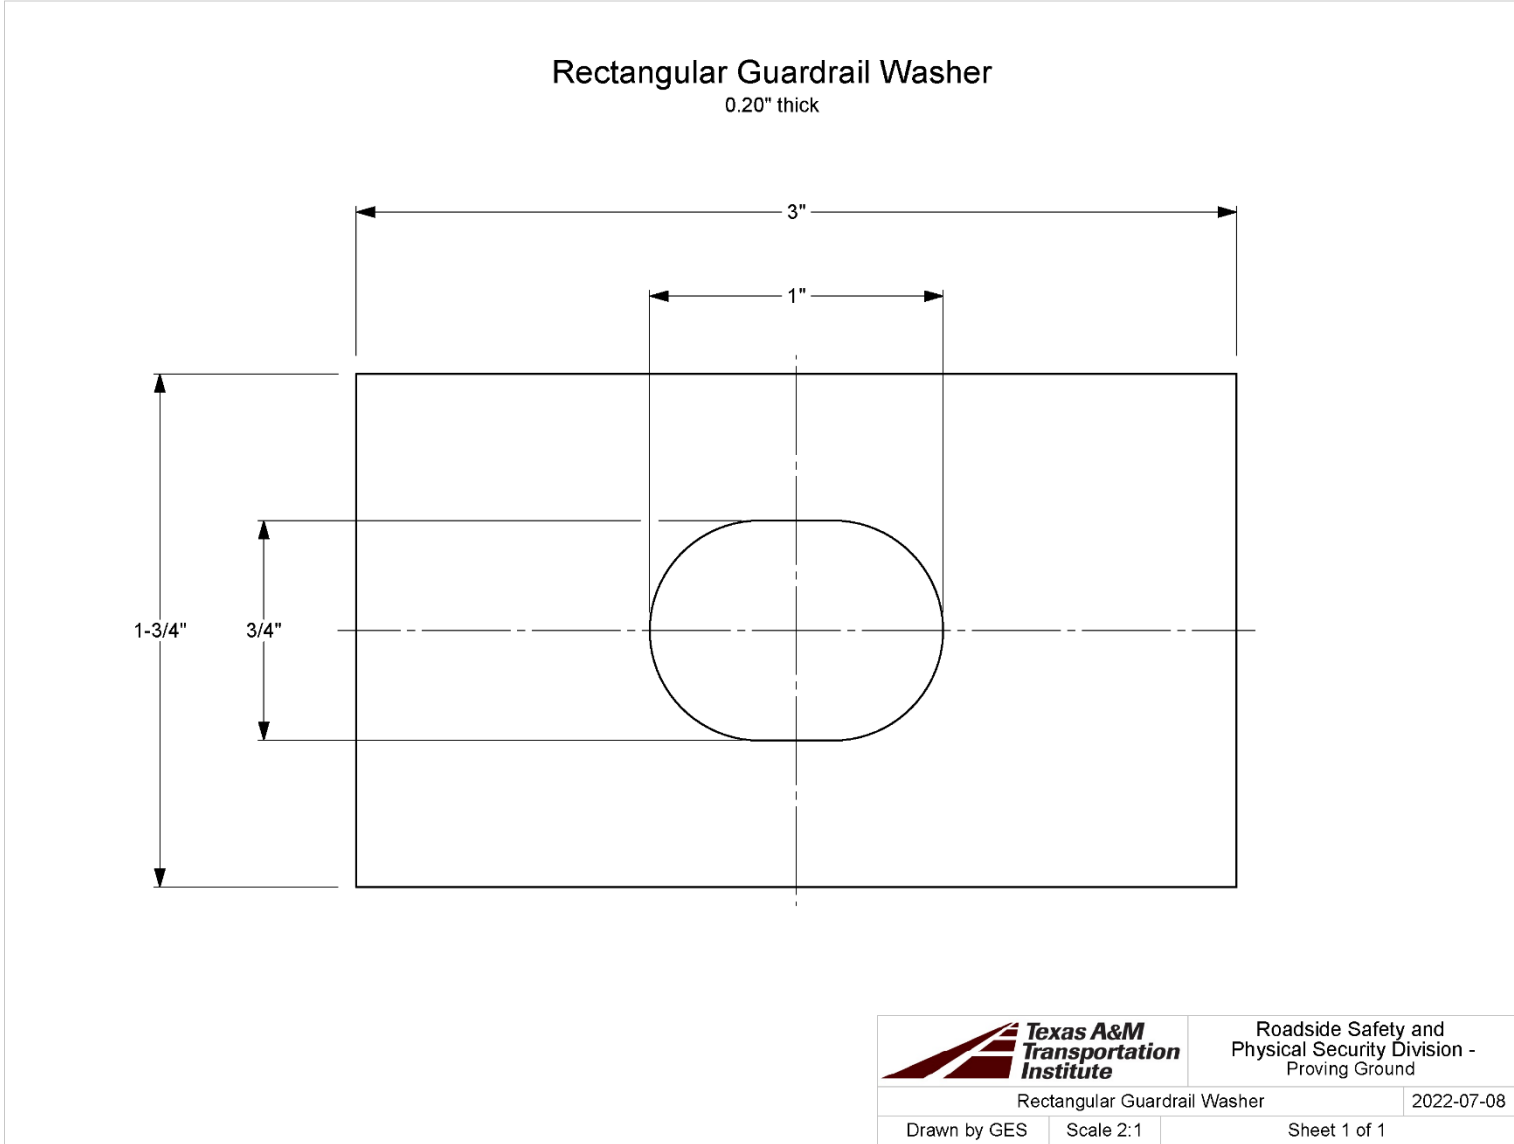 Rectangular Guardrail Washer
0.20" thick
3"
1"
1-3/4"
3/4"
Texas A&M
Transportation
Institute
Roadside Safety and
Physical Security Division -
Proving Ground
Rectangular Guardrail Washer
2022-07-08
Drawn by GES
Scale 2:1
Sheet 1 of 1